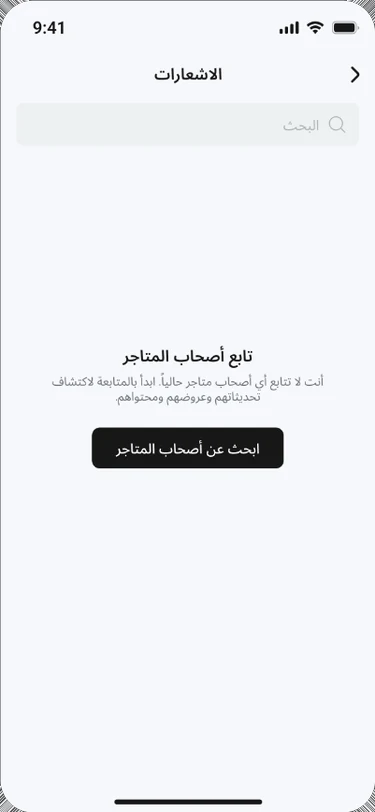 9:41
الاشعارات
البحث
تابع أصحاب المتاجر
أنت لا تتابع أي أصحاب متاجر حالياً. ابدأ بالمتابعة لاكتشاف
تحديثاتهم وعروضهم ومحتواهم.
ابحث عن أصحاب المتاجر